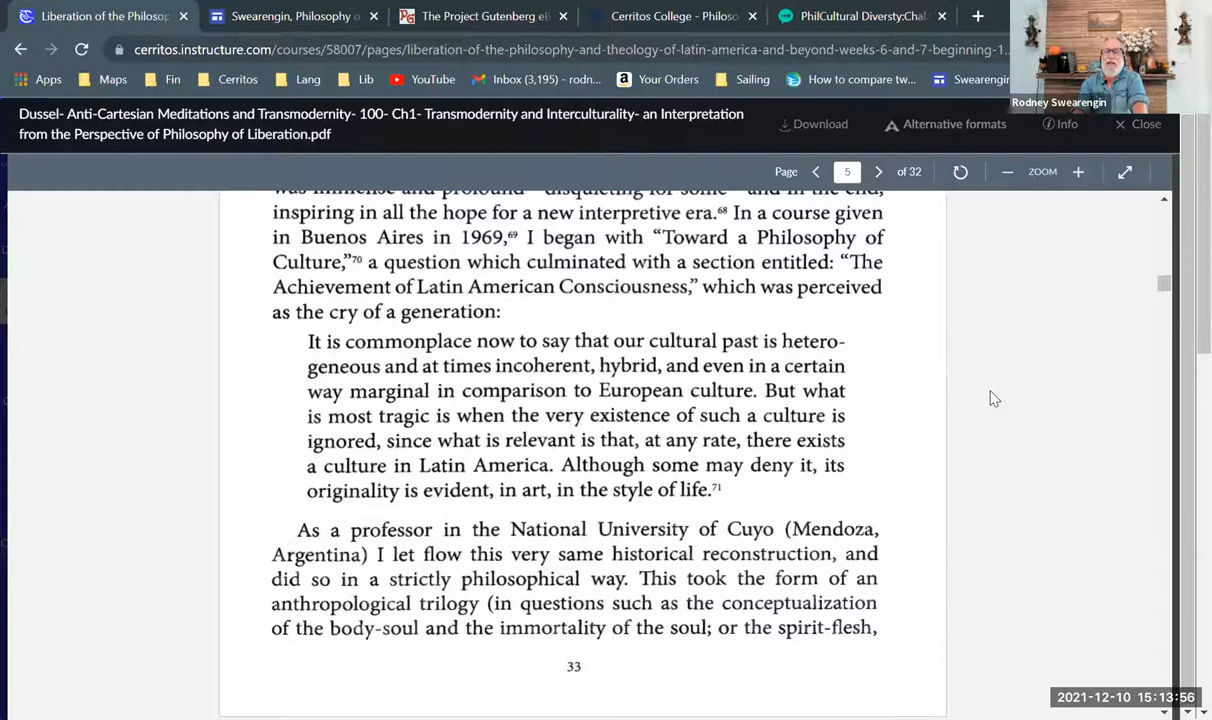 Liberation of the Philosop
Swearengin, Philosophy o
The Project Gutenberg eB
Cerritos College - Philoso
PhilCultural Diversty:Chal
cerritos.instructure.com/courses/58007/pages/liberation-of-the-philosophy-and-theology-of-latin-america-and-beyond-weeks-6-and-7-beginning-1...
Apps Maps Fin Cerritos Lang Lib YouTube Inbox (3,195) - rodn... Your Orders Sailing How to compare tw... Swearengin
Rodney Swearengin
Dussel- Anti-Cartesian Meditations and Transmodernity- 100- Ch1- Transmodernity and Interculturality- an Interpretation
from the Perspective of Philosophy of Liberation.pdf
Download Alternative formats Info Close
Page 5 of 32 ZOOM
was immense and profound—disquieting for some—and in the end,
inspiring in all the hope for a new interpretive era.68 In a course given
in Buenos Aires in 1969,69 I began with “Toward a Philosophy of
Culture,”70 a question which culminated with a section entitled: “The
Achievement of Latin American Consciousness,” which was perceived
as the cry of a generation:
It is commonplace now to say that our cultural past is hetero-
geneous and at times incoherent, hybrid, and even in a certain
way marginal in comparison to European culture. But what
is most tragic is when the very existence of such a culture is
ignored, since what is relevant is that, at any rate, there exists
a culture in Latin America. Although some may deny it, its
originality is evident, in art, in the style of life.71
As a professor in the National University of Cuyo (Mendoza,
Argentina) I let flow this very same historical reconstruction, and
did so in a strictly philosophical way. This took the form of an
anthropological trilogy (in questions such as the conceptualization
of the body-soul and the immortality of the soul; or the spirit-flesh,
33
2021-12-10 15:13:56